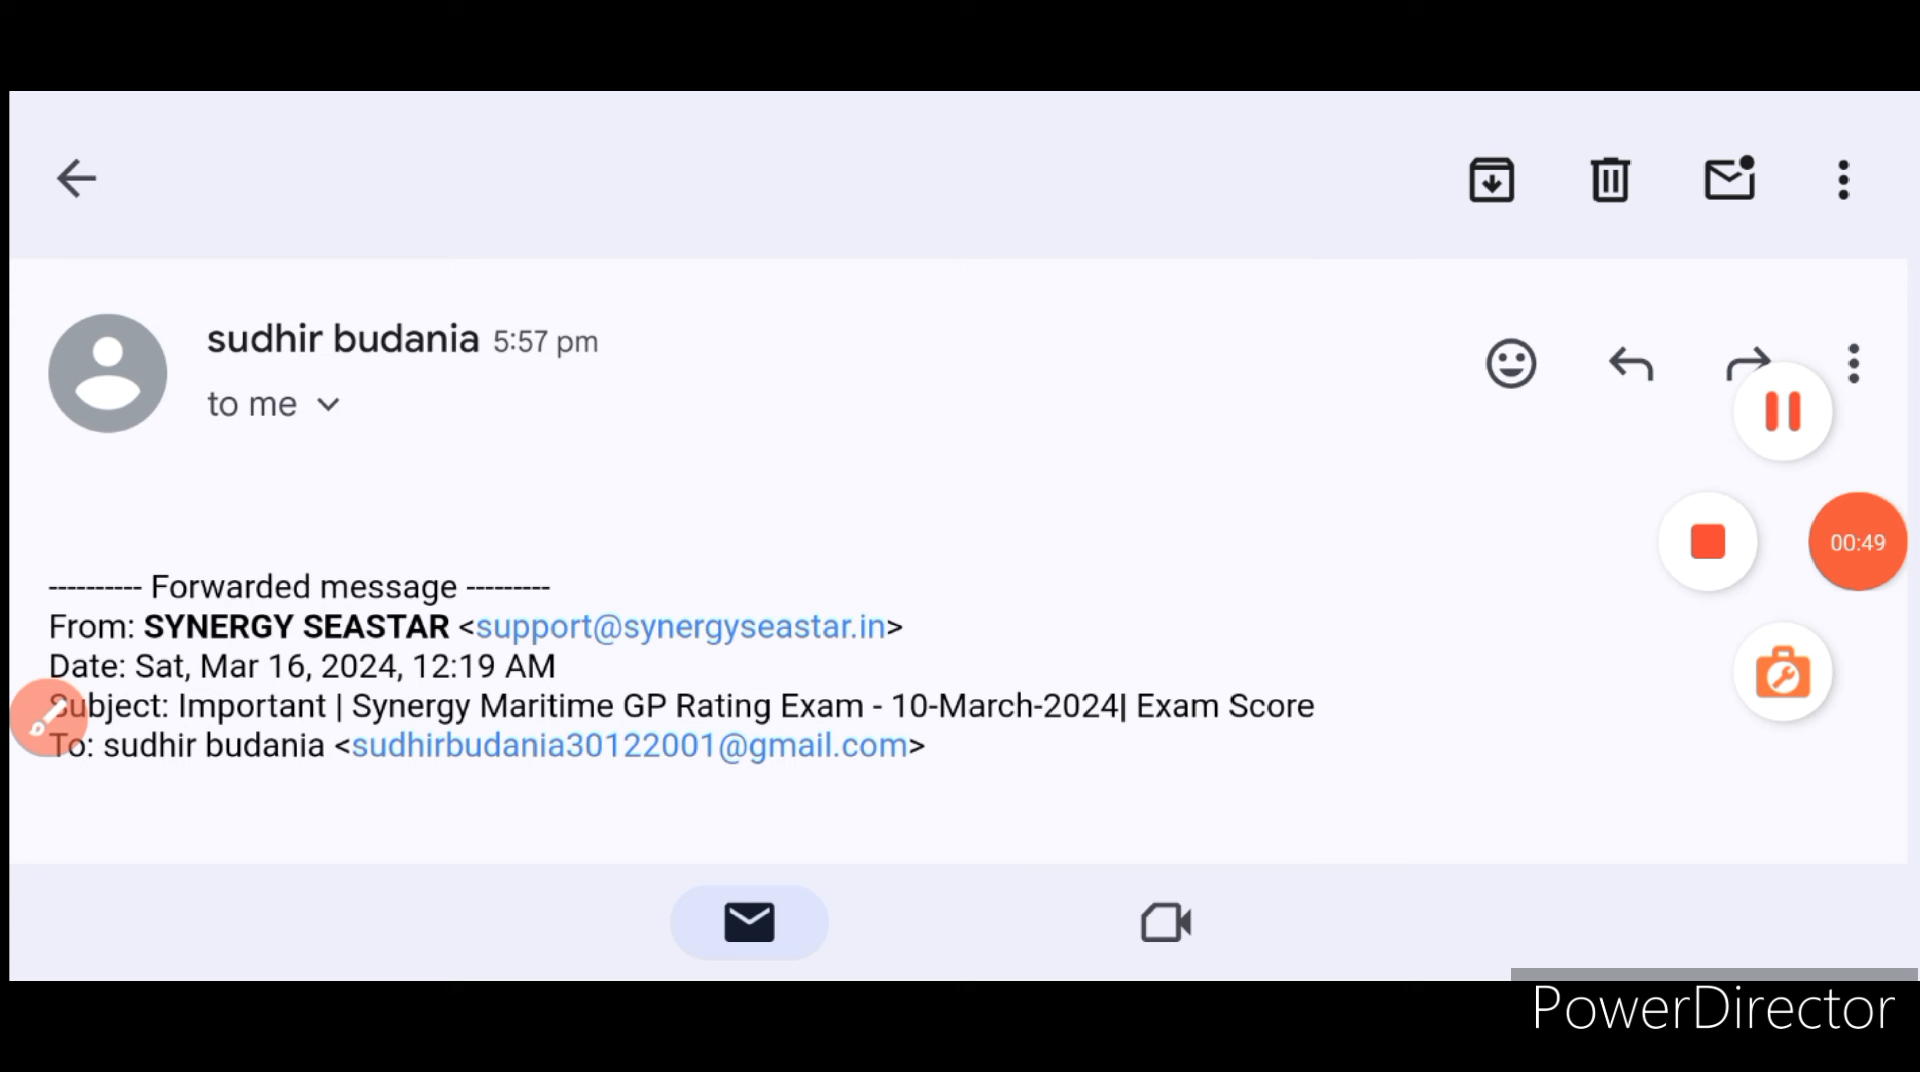 sudhir budania 5:57 pm
to me
---------- Forwarded message ---------
From: SYNERGY SEASTAR <support@synergyseastar.in>
00:49
Date: Sat, Mar 16, 2024, 12:19 AM
Subject: Important | Synergy Maritime GP Rating Exam - 10-March-2024| Exam Score
To: sudhir budania <sudhirbudania30122001@gmail.com>
PowerDirector